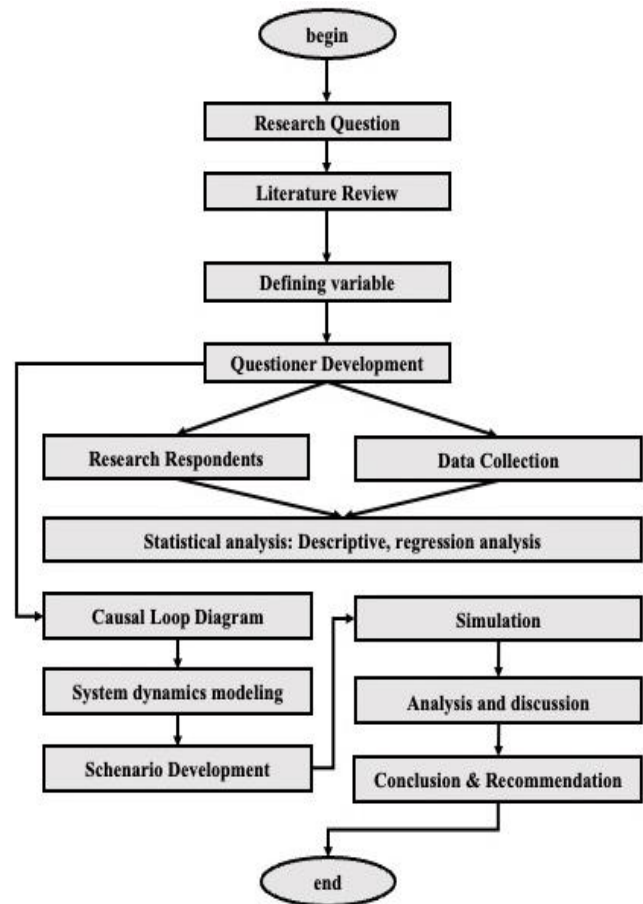 begin
Research Question
Literature Review
Defining variable
Questioner Development
Research Respondents
Data Collection
Statistical analysis: Descriptive, regression analysis
Causal Loop Diagram
System dynamics modeling
Schenario Development
Simulation
Analysis and discussion
Conclusion & Recommendation
end